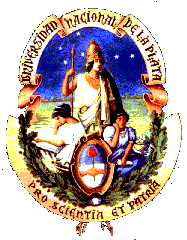 UNIVERSIDAD NACIONAL DE LA PLATA
PRO SCIENTIA ET PATRIA